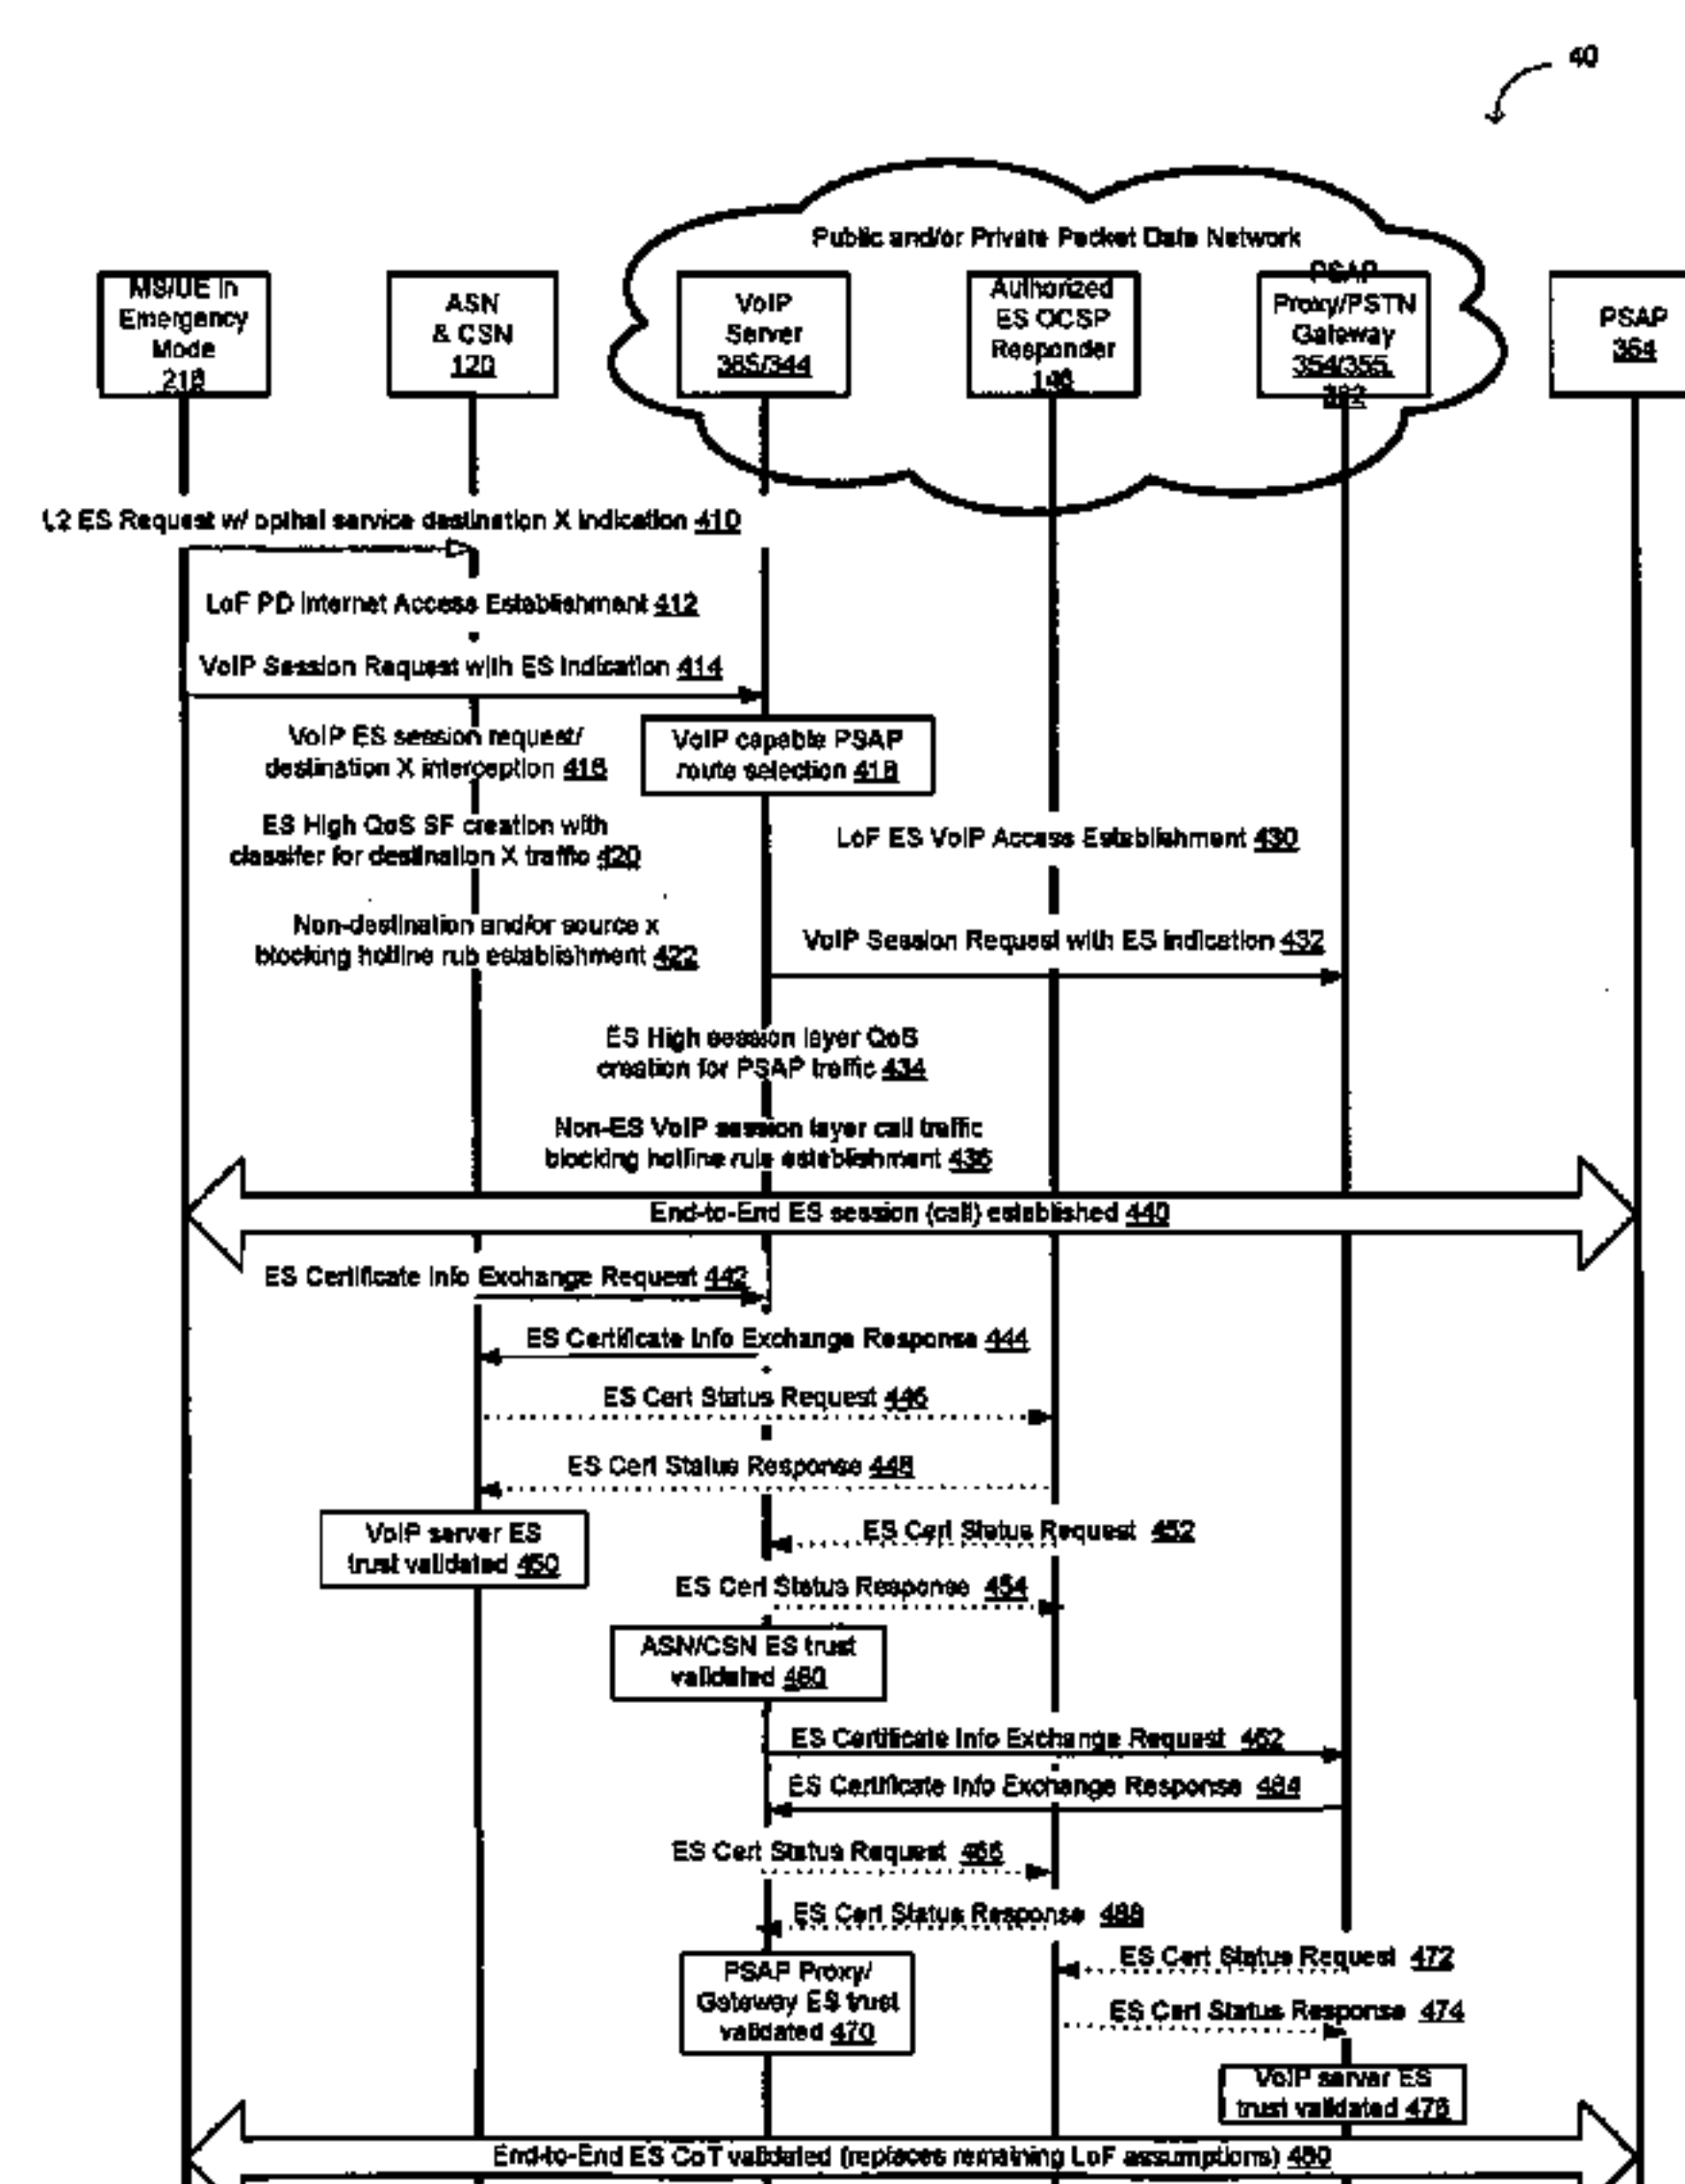 40
Public and/or Private Packet Data Network
MS/UE in
Emergency
Mode
218
ASN
& CSN
120
VoIP
Server
365/344
Authorized
ES OCSP
Responder
PSAP
Proxy/PSTN
Gateway
354/355,
PSAP
364
L2 ES Request w/ optinal service destination X indication 410
LoF PD Internet Access Establishment 412
VoIP Session Request with ES Indication 414
VoIP ES session request/
destination X interception 416
VoIP capable PSAP
route selection 418
ES High QoS SF creation with
classifer for destination X traffic 420
LoF ES VoIP Access Establishment 430
Non-destination and/or source x
blocking hotline rub establishment 422
VoIP Session Request with ES indication 432
ES High session layer QoS
creation for PSAP traffic 434
Non-ES VoIP session layer call traffic
blocking hotline rule establishment 436
End-to-End ES session (call) established 440
ES Certificate Info Exchange Request 442
ES Certificate Info Exchange Response 444
ES Cert Status Request 446
ES Cert Status Response 448
VoIP server ES
trust validated 450
ES Cert Status Request 452
ES Cert Status Response 454
ASN/CSN ES trust
validated 460
ES Certificate Info Exchange Request 462
ES Certificate Info Exchange Response 464
ES Cert Status Request 466
ES Cert Status Response 468
PSAP Proxy/
Gateway ES trust
validated 470
ES Cert Status Request 472
ES Cert Status Response 474
VoIP server ES
trust validated 476
End-to-End ES CoT validated (replaces remaining LoF assumptions) 480